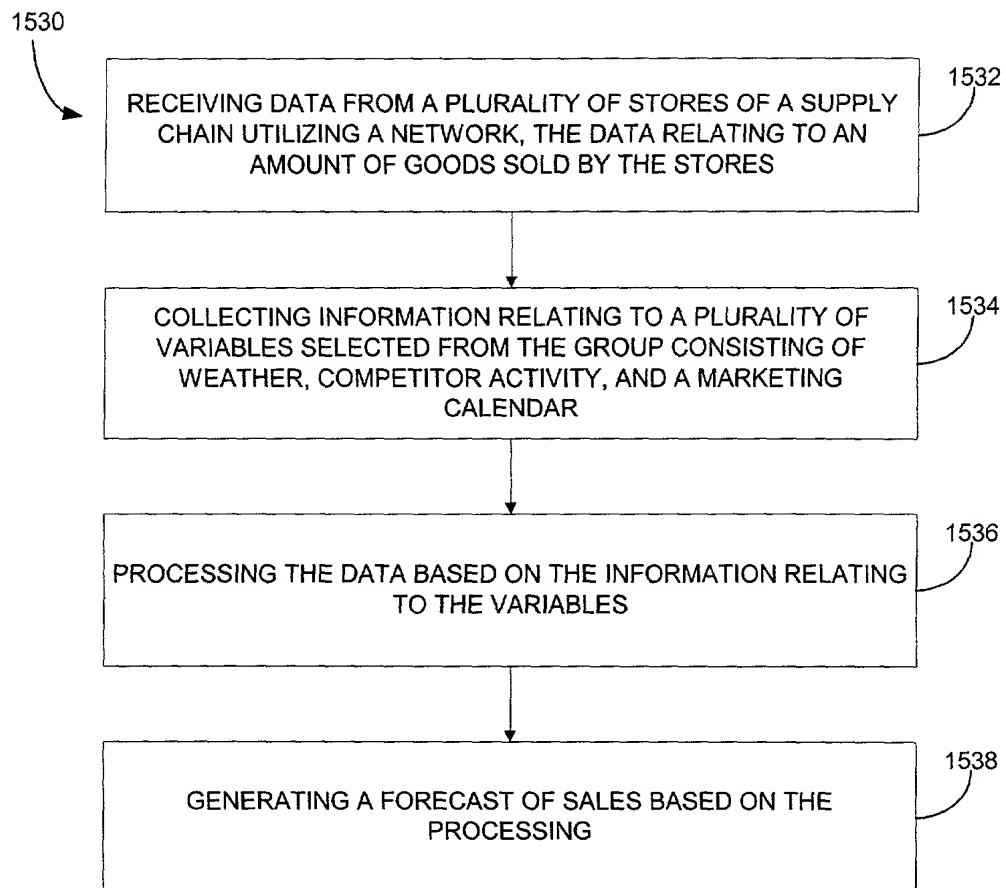 1530
1532
RECEIVING DATA FROM A PLURALITY OF STORES OF A SUPPLY
CHAIN UTILIZING A NETWORK, THE DATA RELATING TO AN
AMOUNT OF GOODS SOLD BY THE STORES
1534
COLLECTING INFORMATION RELATING TO A PLURALITY OF
VARIABLES SELECTED FROM THE GROUP CONSISTING OF
WEATHER, COMPETITOR ACTIVITY, AND A MARKETING
CALENDAR
1536
PROCESSING THE DATA BASED ON THE INFORMATION RELATING
TO THE VARIABLES
1538
GENERATING A FORECAST OF SALES BASED ON THE
PROCESSING